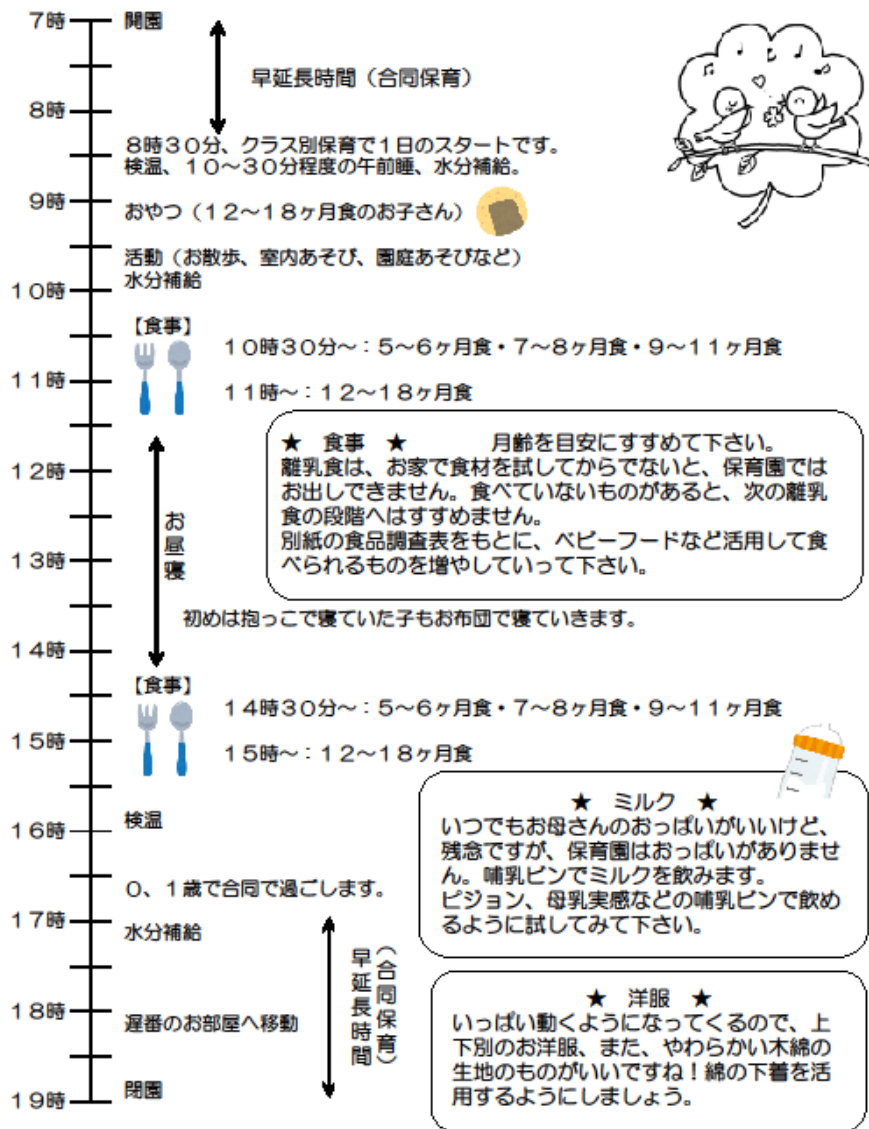 7時 開園
早延長時間（合同保育）
8時
８時３０分、クラス別保育で１日のスタートです。
検温、１０～３０分程度の午前睡、水分補給。
9時
おやつ（１２～１８ヶ月食のお子さん）
活動（お散歩、室内あそび、園庭あそびなど）
水分補給
10時
【食事】
１０時３０分～：５～６ヶ月食・７～８ヶ月食・９～１１ヶ月食
11時
１１時～：１２～１８ヶ月食
★　食事　★　　　　月齢を目安にすすめて下さい。
離乳食は、お家で食材を試してからでないと、保育園では
お出しできません。食べていないものがあると、次の離乳
食の段階へはすすめません。
別紙の食品調査表をもとに、ベビーフードなど活用して食
べられるものを増やしていって下さい。
12時
お昼寝
13時
初めは抱っこで寝ていた子もお布団で寝ていきます。
14時
【食事】
１４時３０分～：５～６ヶ月食・７～８ヶ月食・９～１１ヶ月食
15時
１５時～：１２～１８ヶ月食
★　ミルク　★
いつでもお母さんのおっぱいがいいけど、
残念ですが、保育園はおっぱいがありませ
ん。哺乳ビンでミルクを飲みます。
ピジョン、母乳実感などの哺乳ビンで飲め
るように試してみて下さい。
検温
16時
０、１歳で合同で過ごします。
17時
水分補給
早延長時間
（合同保育）
18時
遅番のお部屋へ移動
★　洋服　★
いっぱい動くようになってくるので、上
下別のお洋服、また、やわらかい木綿の
生地のものがいいですね！綿の下着を活
用するようにしましょう。
19時 閉園